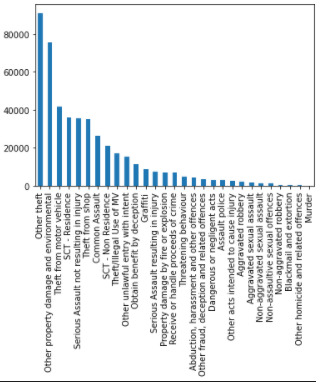 80000
60000
40000
20000
0
Other theft
Other property damage and environmental
Theft from motor vehicle
SCT - Residence
Serious Assault not resulting in injury
Theft from shop
Common Assault
SCT - Non Residence
Theft/Illegal Use of MV
Other unlawful entry with intent
Obtain benefit by deception
Graffiti
Serious Assault resulting in injury
Property damage by fire or explosion
Receive or handle proceeds of crime
Threatening behaviour
Abduction, harassment and other offences
Other fraud, deception and related offences
Dangerous or negligent acts
Assault police
Other acts intended to cause injury
Aggravated robbery
Aggravated sexual assault
Non-aggravated sexual assault
Non-assaultive sexual offences
Non-aggravated robbery
Blackmail and extortion
Other homicide and related offences
Murder